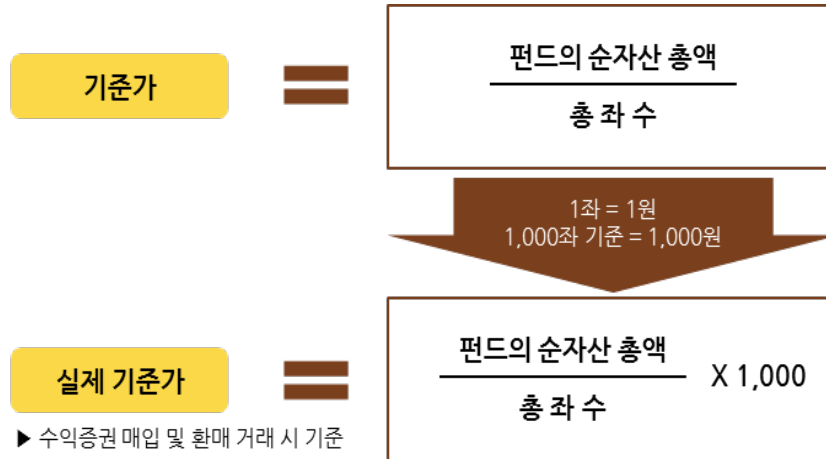 기준가
펀드의 순자산 총액
총 좌 수
1좌 = 1원
1,000좌 기준 = 1,000원
실제 기준가
펀드의 순자산 총액
총 좌 수
X 1,000
▶ 수익증권 매입 및 환매 거래 시 기준